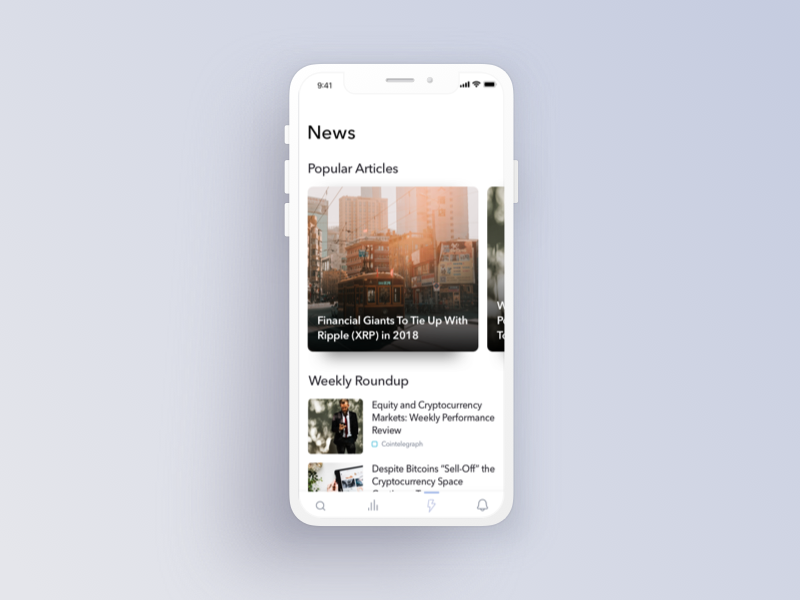 9:41
News
Popular Articles
Financial Giants To Tie Up With
Ripple (XRP) in 2018
Weekly Roundup
Equity and Cryptocurrency
Markets: Weekly Performance
Review
Cointelegraph
Despite Bitcoins “Sell-Off” the
Cryptocurrency Space